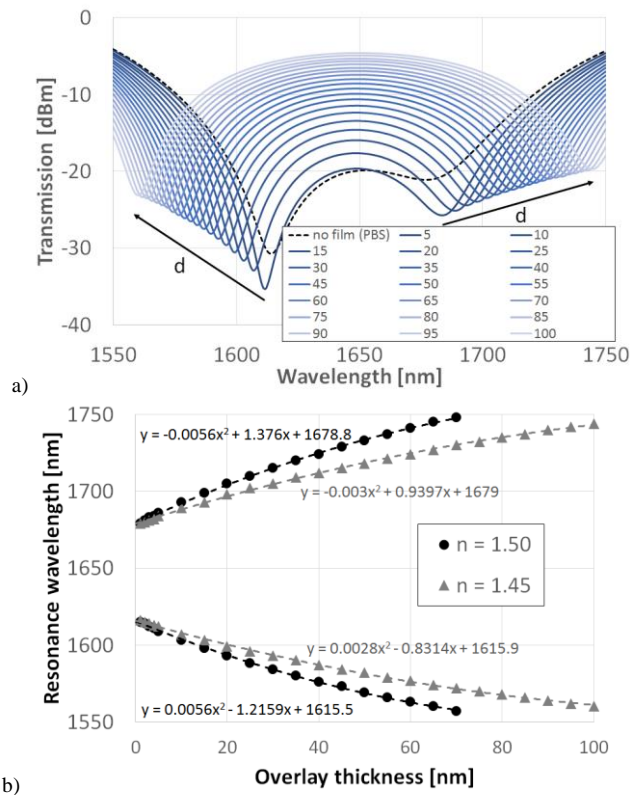 0
-10
-20
-30
-40
Transmission [dBm]
d
d
no film (PBS) 5 10
15 20 25
30 35 40
45 50 55
60 65 70
75 80 85
90 95 100
1550 1600 1650 1700 1750
Wavelength [nm]
a)
1750
1700
1650
1600
1550
Resonance wavelength [nm]
y = -0.0056x² + 1.376x + 1678.8
y = -0.003x² + 0.9397x + 1679
n = 1.50
n = 1.45
y = 0.0028x² - 0.8314x + 1615.9
y = 0.0056x² - 1.2159x + 1615.5
0 20 40 60 80 100
Overlay thickness [nm]
b)